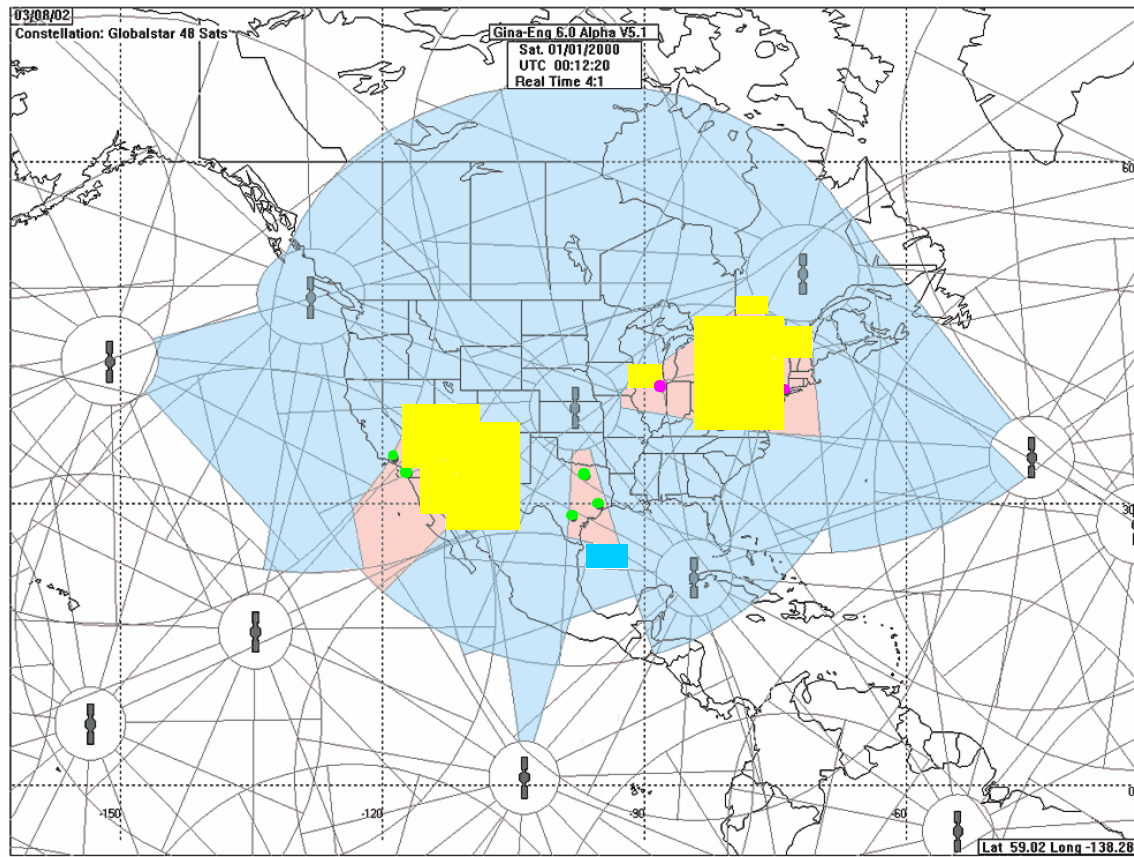 03/08/02
Constellation: Globalstar 48 Sats
Gina-Eng 6.0 Alpha V5.1
Sat. 01/01/2000
UTC 00:12:20
Real Time 4:1
60
30
-150
-120
-90
-60
0
Lat 59.02 Long -138.28